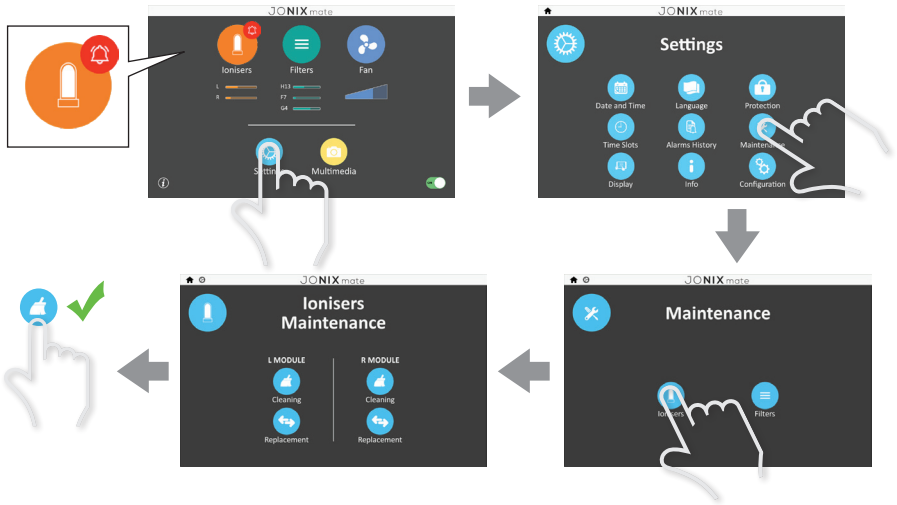 JONIX mate
Ionisers
Filters
Fan
L
R
H13
F7
G4
Multimedia
i
ON
JONIX mate
Settings
Date and Time
Language
Protection
Time Slots
Alarms History
Maintenance
Display
Info
Configuration
JONIX mate
Ionisers
Maintenance
L MODULE
R MODULE
Cleaning
Cleaning
Replacement
Replacement
JONIX mate
Maintenance
Ionisers
Filters